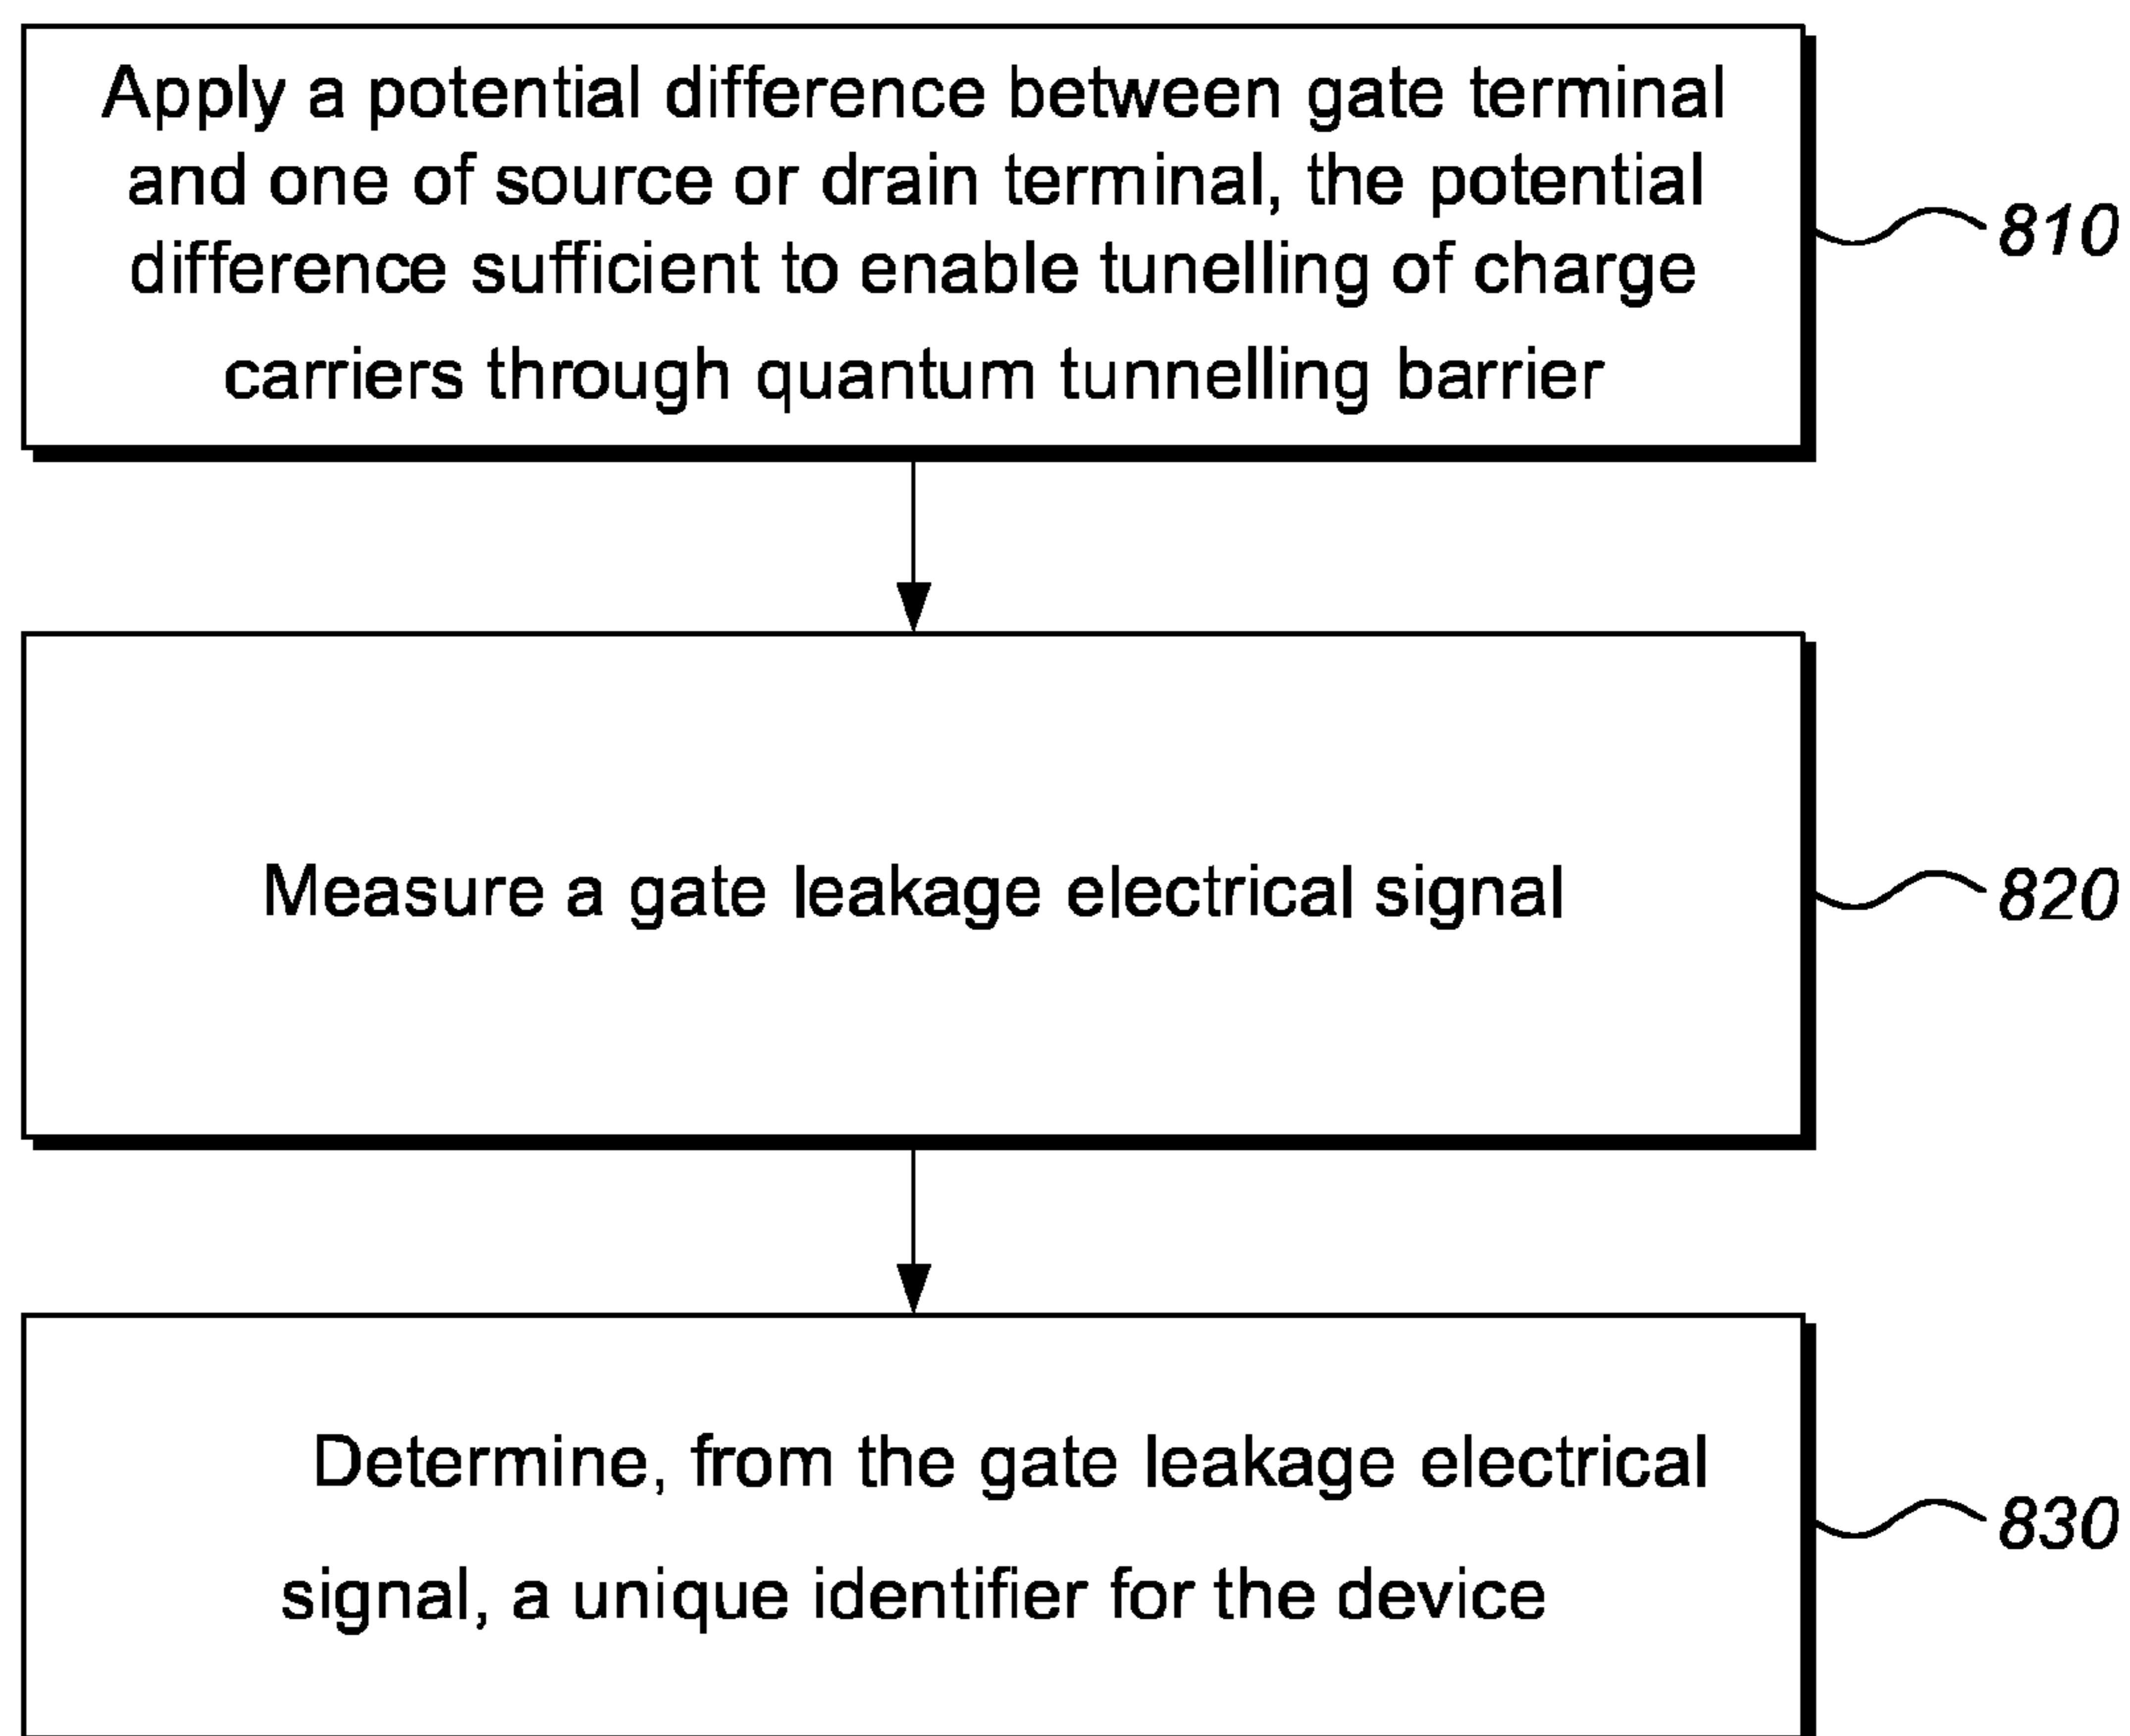 Apply a potential difference between gate terminal
and one of source or drain terminal, the potential
difference sufficient to enable tunelling of charge
carriers through quantum tunnelling barrier
810
Measure a gate leakage electrical signal
820
Determine, from the gate leakage electrical
signal, a unique identifier for the device
830